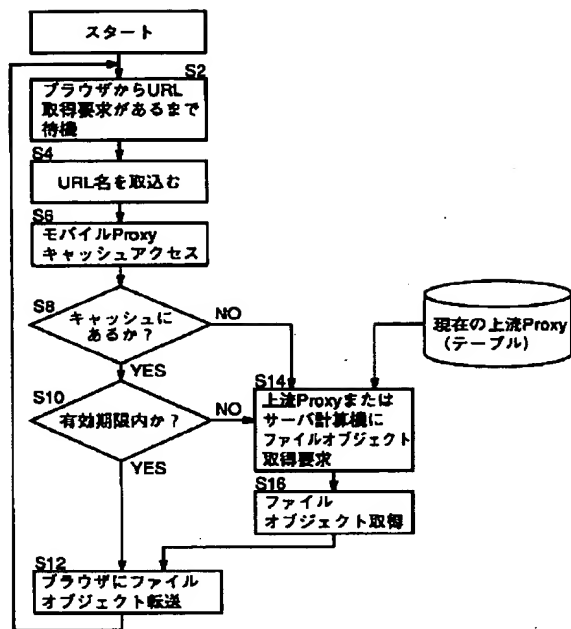 スタート
S2
ブラウザからURL
取得要求があるまで
待機
S4
URL名を取込む
S6
モバイルProxy
キャッシュアクセス
S8
キャッシュに
あるか？
NO
YES
現在の上流Proxy
(テーブル)
S10
有効期限内か？
NO
YES
S14
上流Proxyまたは
サーバ計算機に
ファイルオブジェクト
取得要求
S16
ファイル
オブジェクト取得
S12
ブラウザにファイル
オブジェクト転送